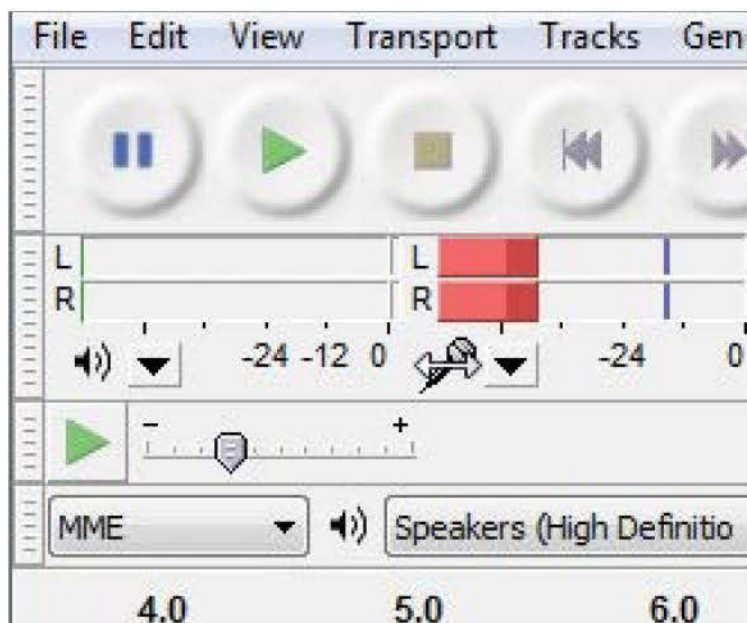 File Edit View Transport Tracks Gen
L L
R R
-24 -12 0 -24 0
- +
MME Speakers (High Definitio
4.0 5.0 6.0